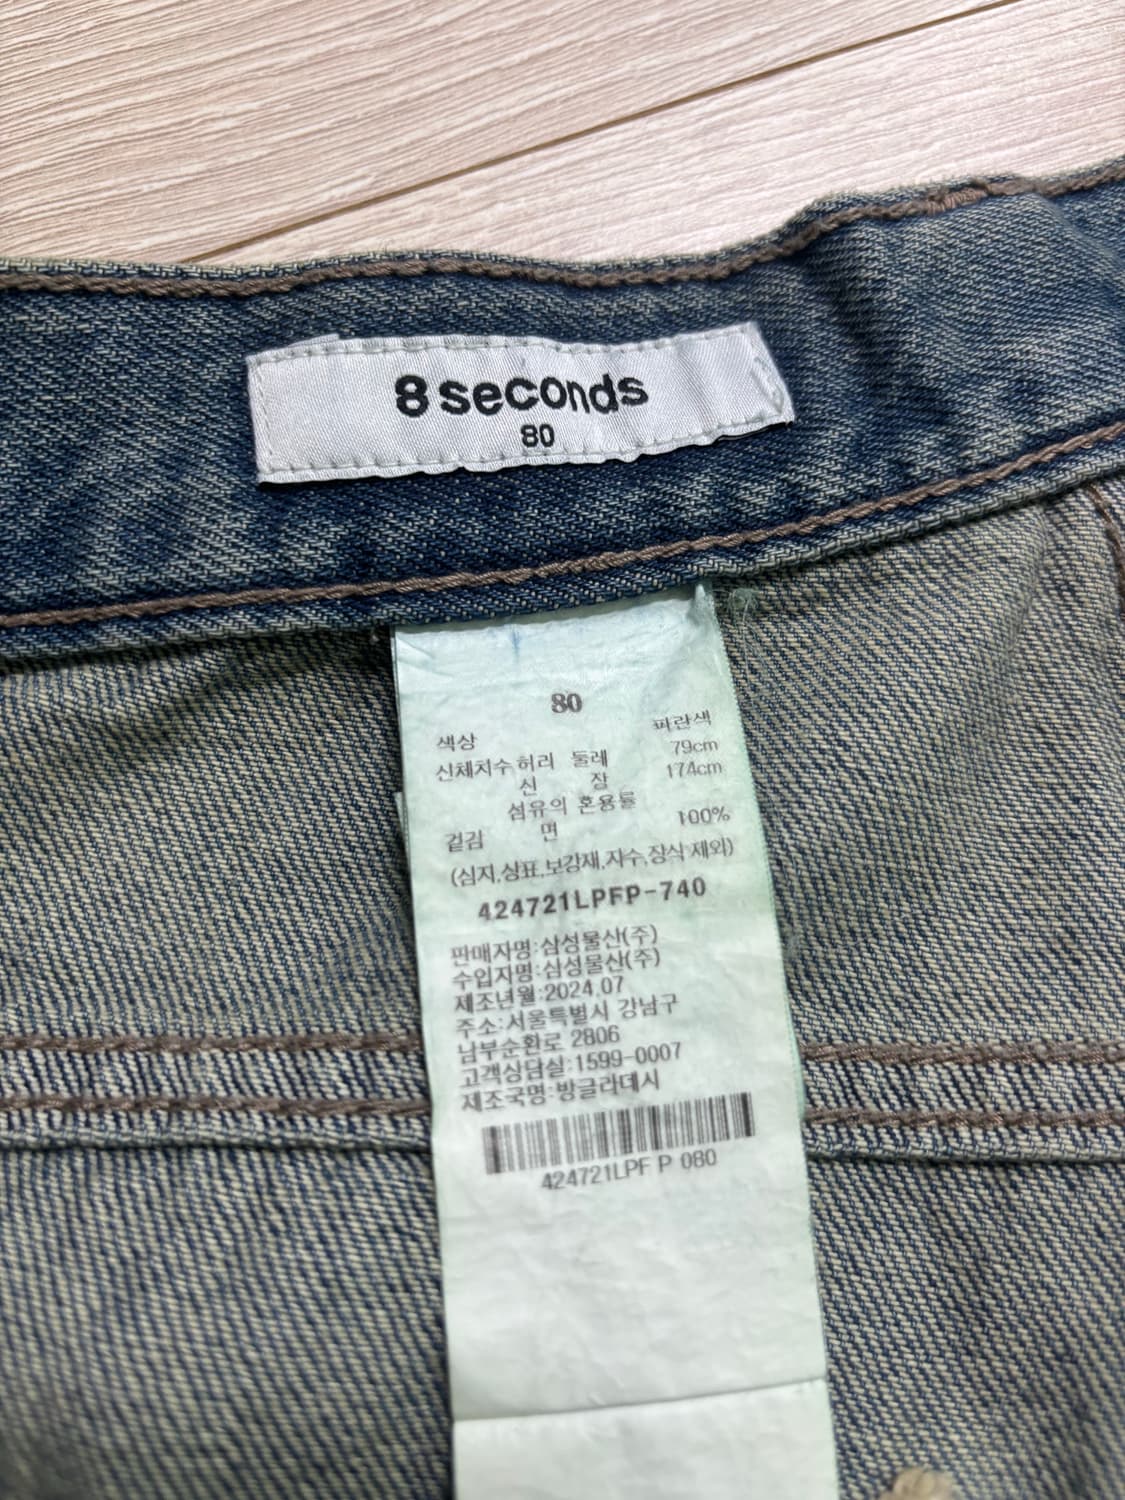 8 seconds
80
80
색상 파란색
신체치수 허리 둘레 79cm
신 장 174cm
섬유의 혼용률
겉감 면 100%
(심지,상표,보강재,자수,장식 제외)
424721LPFP-740
판매자명:삼성물산(주)
수입자명:삼성물산(주)
제조년월:2024.07
주소:서울특별시 강남구
남부순환로 2806
고객상담실:1599-0007
제조국명:방글라데시
424721LPF P 080